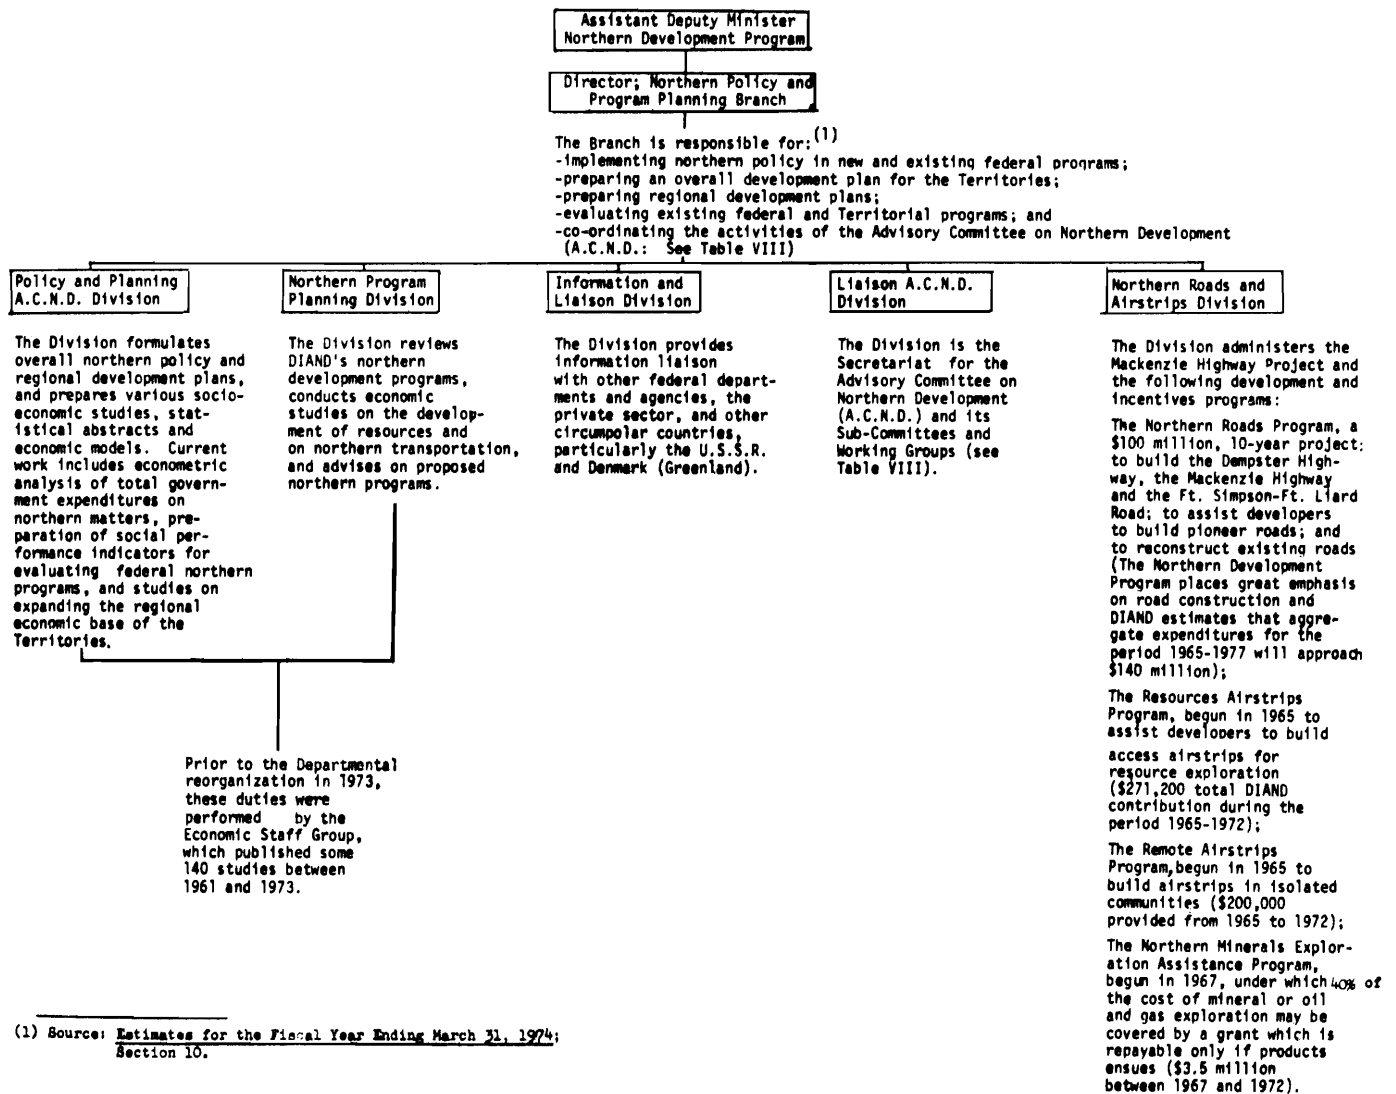 Assistant Deputy Minister
Northern Development Program
Director; Northern Policy and
Program Planning Branch
The Branch is responsible for:(1)
-implementing northern policy in new and existing federal programs;
-preparing an overall development plan for the Territories;
-preparing regional development plans;
-evaluating existing federal and Territorial programs; and
-co-ordinating the activities of the Advisory Committee on Northern Development
(A.C.N.D.: See Table VIII)
Policy and Planning
A.C.N.D. Division
The Division formulates
overall northern policy and
regional development plans,
and prepares various socio-
economic studies, stat-
istical abstracts and
economic models. Current
work includes econometric
analysis of total govern-
ment expenditures on
northern matters, pre-
paration of social per-
formance indicators for
evaluating federal northern
programs, and studies on
expanding the regional
economic base of the
Territories.
Northern Program
Planning Division
The Division reviews
DIAND's northern
development programs,
conducts economic
studies on the develop-
ment of resources and
on northern transportation,
and advises on proposed
northern programs.
Prior to the Departmental
reorganization in 1973,
these duties were
performed by the
Economic Staff Group,
which published some
140 studies between
1961 and 1973.
Information and
Liaison Division
The Division provides
information liaison
with other federal depart-
ments and agencies, the
private sector, and other
circumpolar countries,
particularly the U.S.S.R.
and Denmark (Greenland).
Liaison A.C.N.D.
Division
The Division is the
Secretariat for the
Advisory Committee on
Northern Development
(A.C.N.D.) and its
Sub-Committees and
Working Groups (see
Table VIII).
Northern Roads and
Airstrips Division
The Division administers the
Mackenzie Highway Project and
the following development and
incentives programs:
The Northern Roads Program, a
$100 million, 10-year project:
to build the Dempster High-
way, the Mackenzie Highway
and the Ft. Simpson-Ft. Liard
Road; to assist developers
to build pioneer roads; and
to reconstruct existing roads
(The Northern Development
Program places great emphasis
on road construction and
DIAND estimates that aggre-
gate expenditures for the
period 1965-1977 will approach
$140 million);
The Resources Airstrips
Program, begun in 1965 to
assist developers to build
access airstrips for
resource exploration
($271,200 total DIAND
contribution during the
period 1965-1972);
The Remote Airstrips
Program,begun in 1965 to
build airstrips in isolated
communities ($200,000
provided from 1965 to 1972);
The Northern Minerals Explor-
ation Assistance Program,
begun in 1967, under which 40% of
the cost of mineral or oil
and gas exploration may be
covered by a grant which is
repayable only if products
ensues ($3.5 million
between 1967 and 1972).
(1) Source: Estimates for the Fiscal Year Ending March 31, 1974;
Section 10.